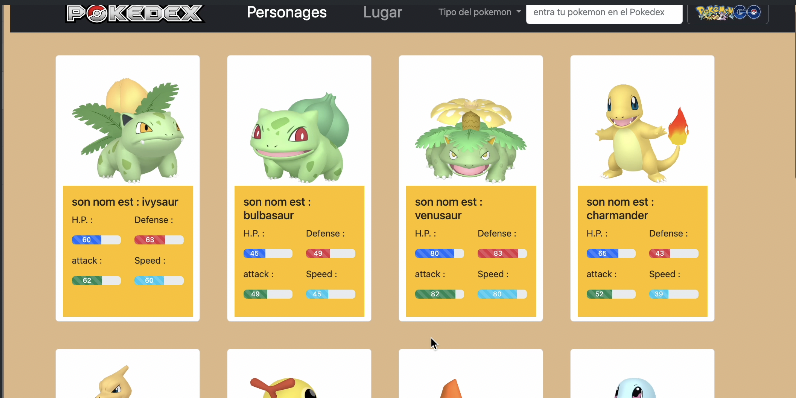 POKEDEX Personages Lugar Tipo del pokemon entra tu pokemon en el Pokedex Pokémon GO
son nom est : ivysaur
H.P. : Defense :
60 63
attack : Speed :
62 60
son nom est :
bulbasaur
H.P. : Defense :
45 49
attack : Speed :
49 45
son nom est :
venusaur
H.P. : Defense :
80 83
attack : Speed :
82 80
son nom est :
charmander
H.P. : Defense :
43
attack : Speed :
52